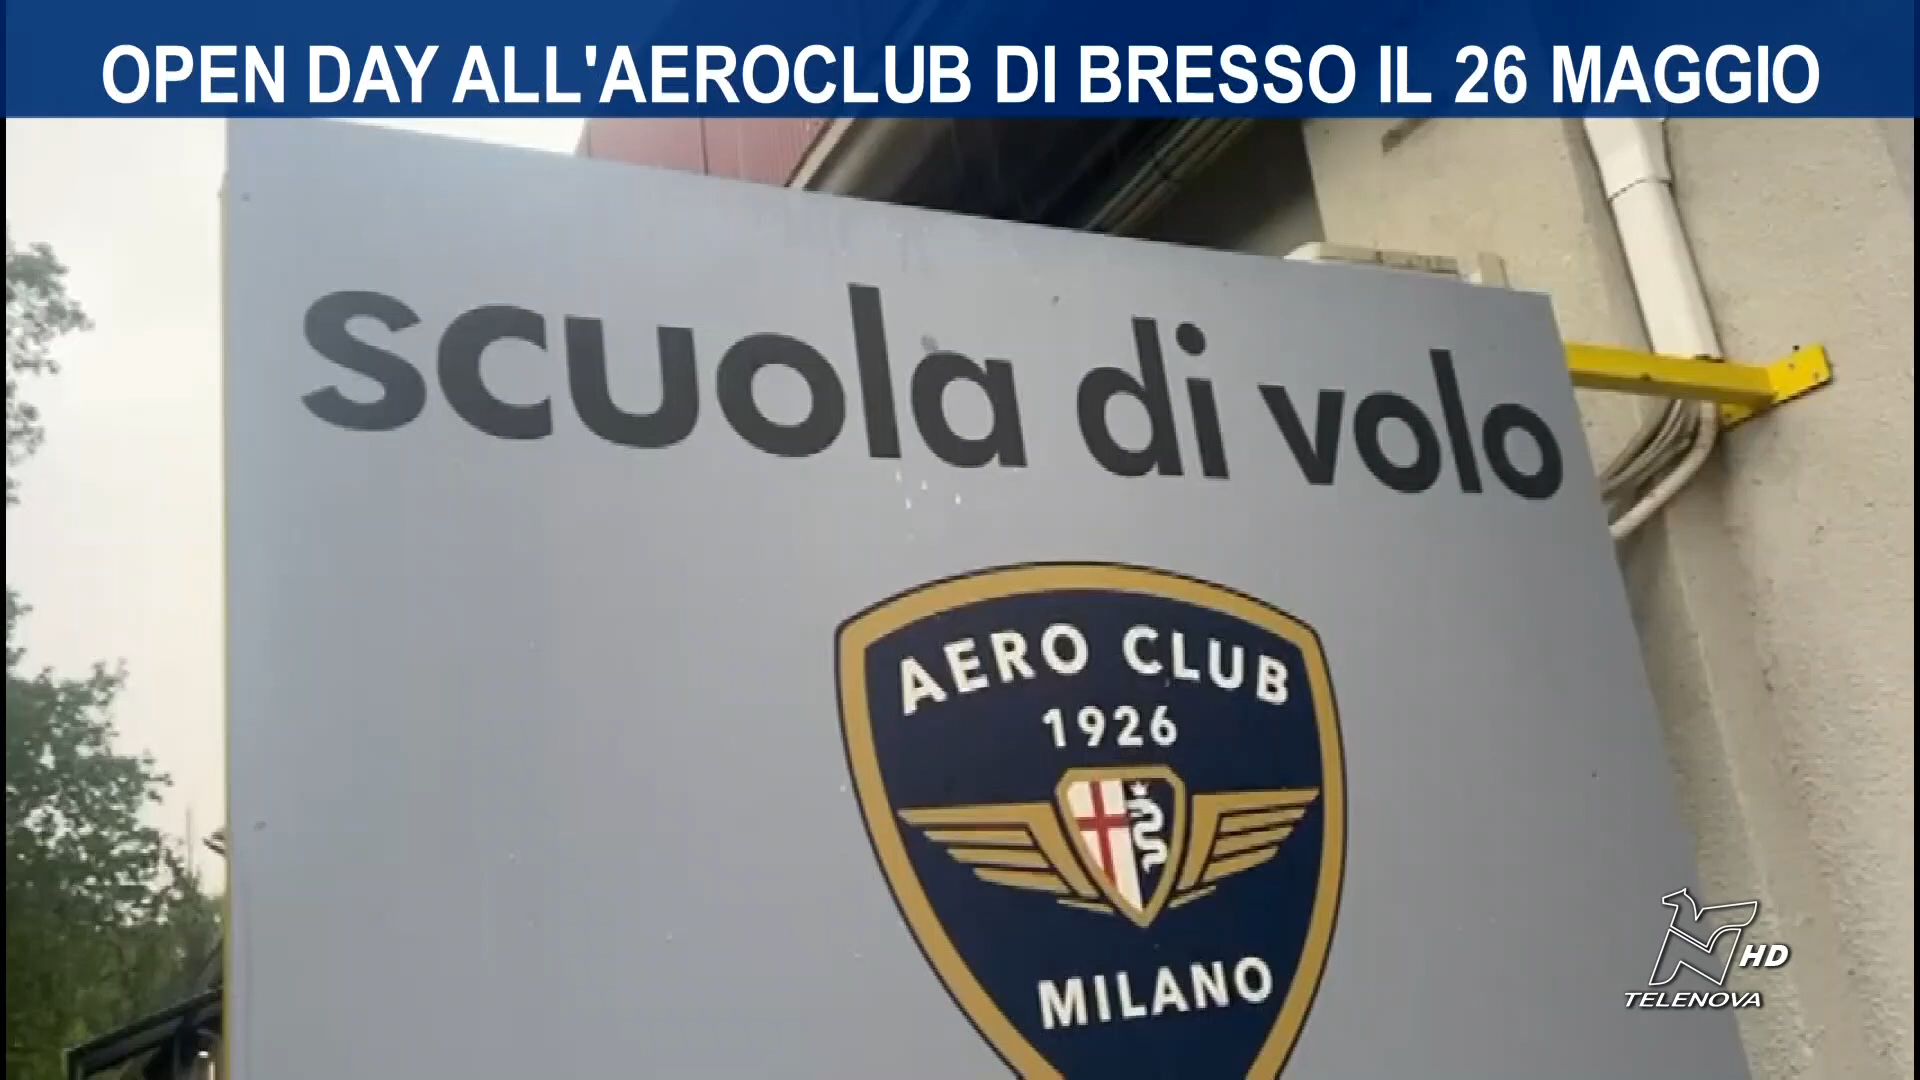 OPEN DAY ALL'AEROCLUB DI BRESSO IL 26 MAGGIO
scuola di volo
AERO CLUB
1926
MILANO
HD
TELENOVA